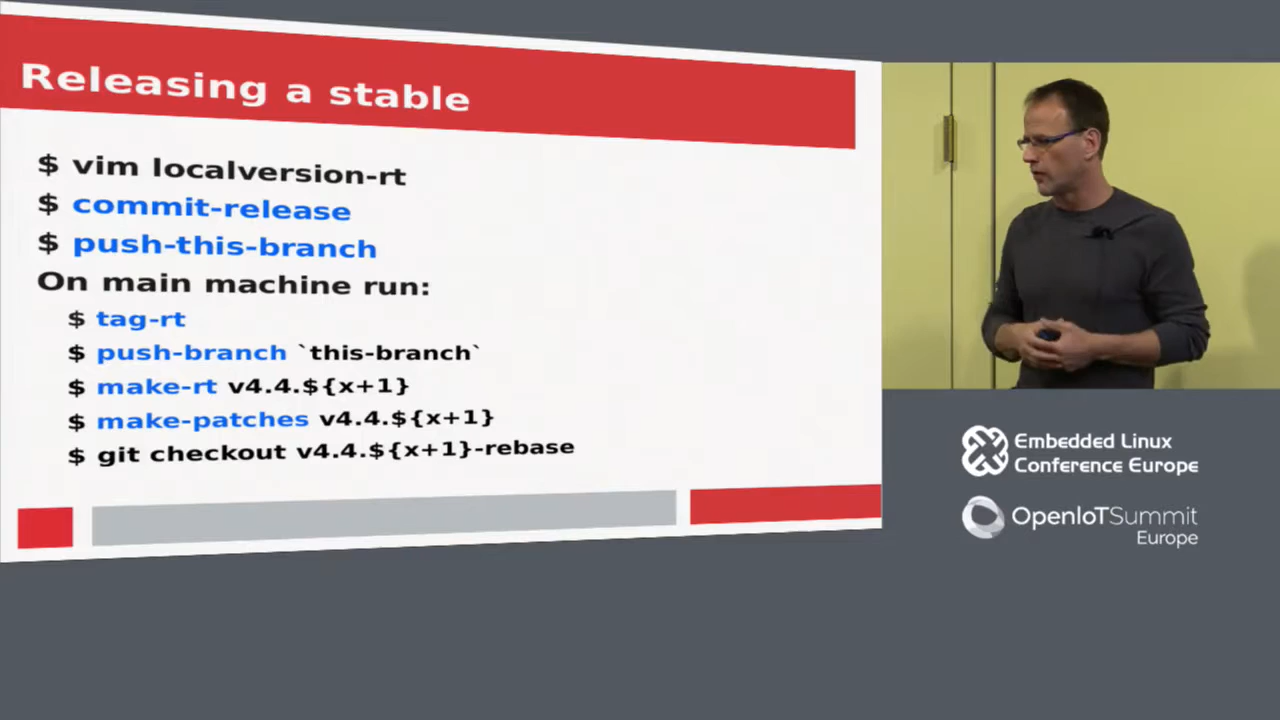 Releasing a stable
$ vim localversion-rt
$ commit-release
$ push-this-branch
On main machine run:
$ tag-rt
$ push-branch `this-branch`
$ make-rt v4.4.${x+1}
$ make-patches v4.4.${x+1}
$ git checkout v4.4.${x+1}-rebase
Embedded Linux
Conference Europe
OpenIoTSummit
Europe